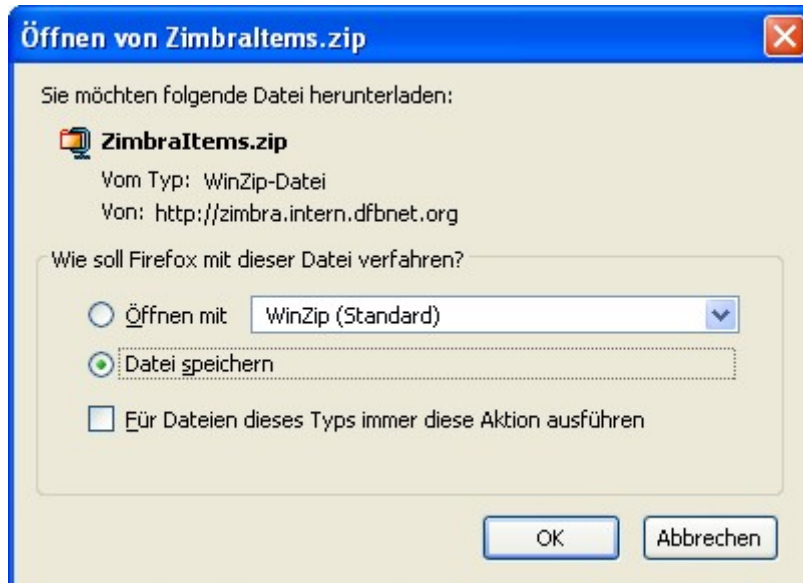 Öffnen von ZimbraItems.zip
Sie möchten folgende Datei herunterladen:
ZimbraItems.zip
Vom Typ: WinZip-Datei
Von: http://zimbra.intern.dfbnet.org
Wie soll Firefox mit dieser Datei verfahren?
Öffnen mit WinZip (Standard)
Datei speichern
Für Dateien dieses Typs immer diese Aktion ausführen
OK Abbrechen